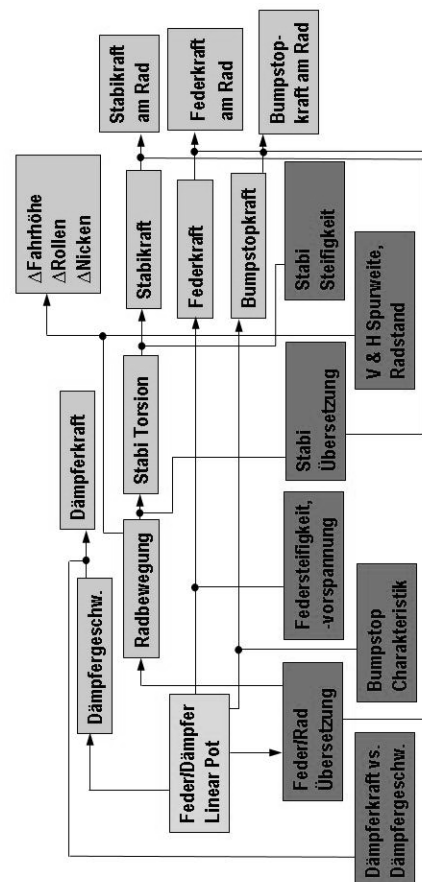 ΔFahrhöhe
ΔRollen
ΔNicken
Dämpferkraft
Dämpfergeschw.
Stabikraft
am Rad
Stabikraft
Stabi Torsion
Radbewegung
Federkraft
am Rad
Federkraft
Feder/Dämpfer
Linear Pot
Bumpstop-
kraft am Rad
Bumpstopkraft
Stabi
Steifigkeit
Stabi
Übersetzung
Federsteifigkeit,
-vorspannung
Feder/Rad
Übersetzung
V & H Spurweite,
Radstand
Bumpstop
Charakteristik
Dämpferkraft vs.
Dämpfergeschw.